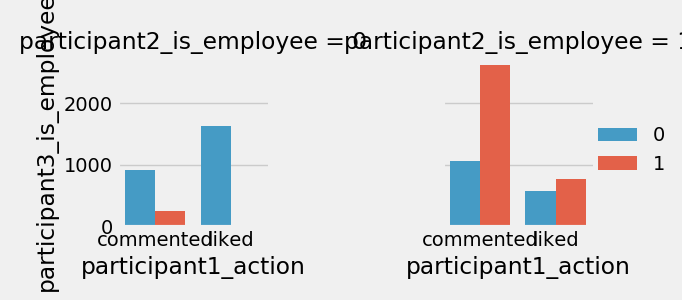 participant2_is_employee = 0
participant2_is_employee = 1
participant3_is_employee
2000
1000
0
commented
liked
commented
liked
participant1_action
participant1_action
0
1